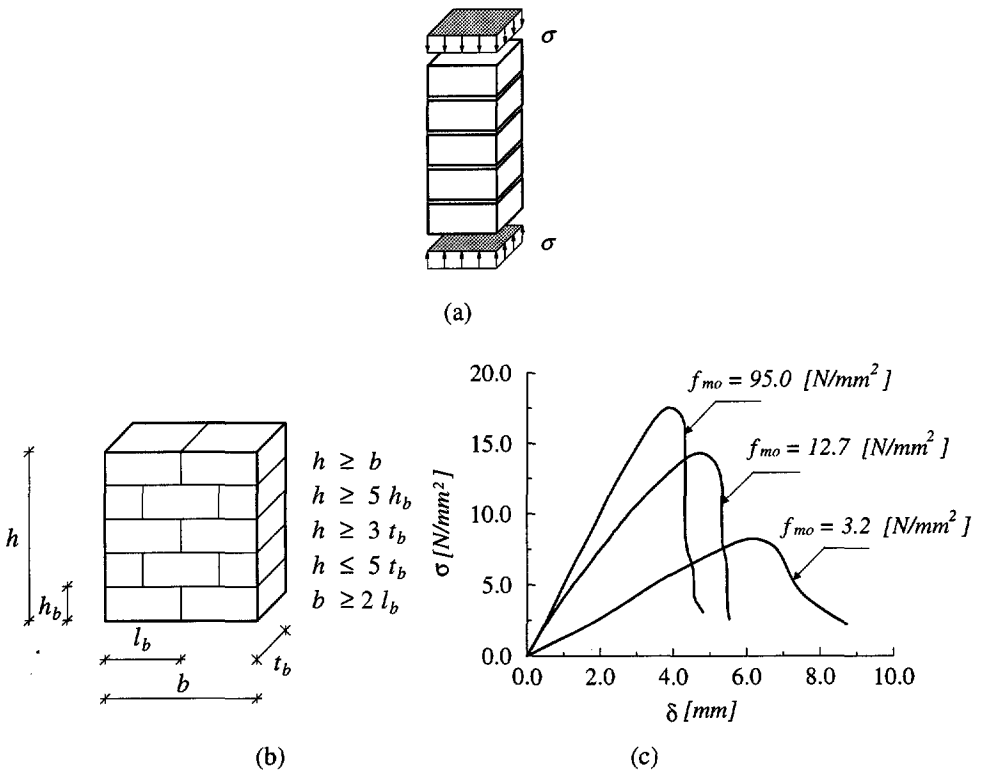 σ
σ
(a)
h ≥ b
h ≥ 5 h_b
h ≥ 3 t_b
h ≤ 5 t_b
b ≥ 2 l_b
h
h_b
l_b
b
t_b
(b)
20.0
15.0
10.0
5.0
0.0
σ [N/mm²]
f_mo = 95.0 [N/mm²]
f_mo = 12.7 [N/mm²]
f_mo = 3.2 [N/mm²]
0.0 2.0 4.0 6.0 8.0 10.0
δ [mm]
(c)